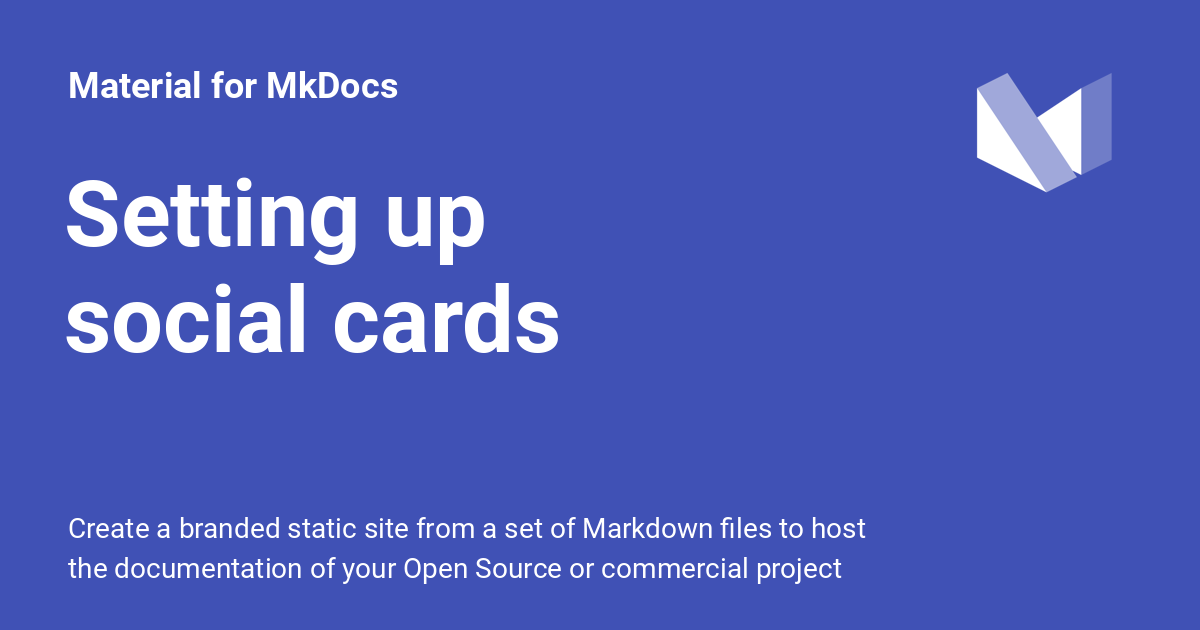 Material for MkDocs
Setting up
social cards
Create a branded static site from a set of Markdown files to host
the documentation of your Open Source or commercial project